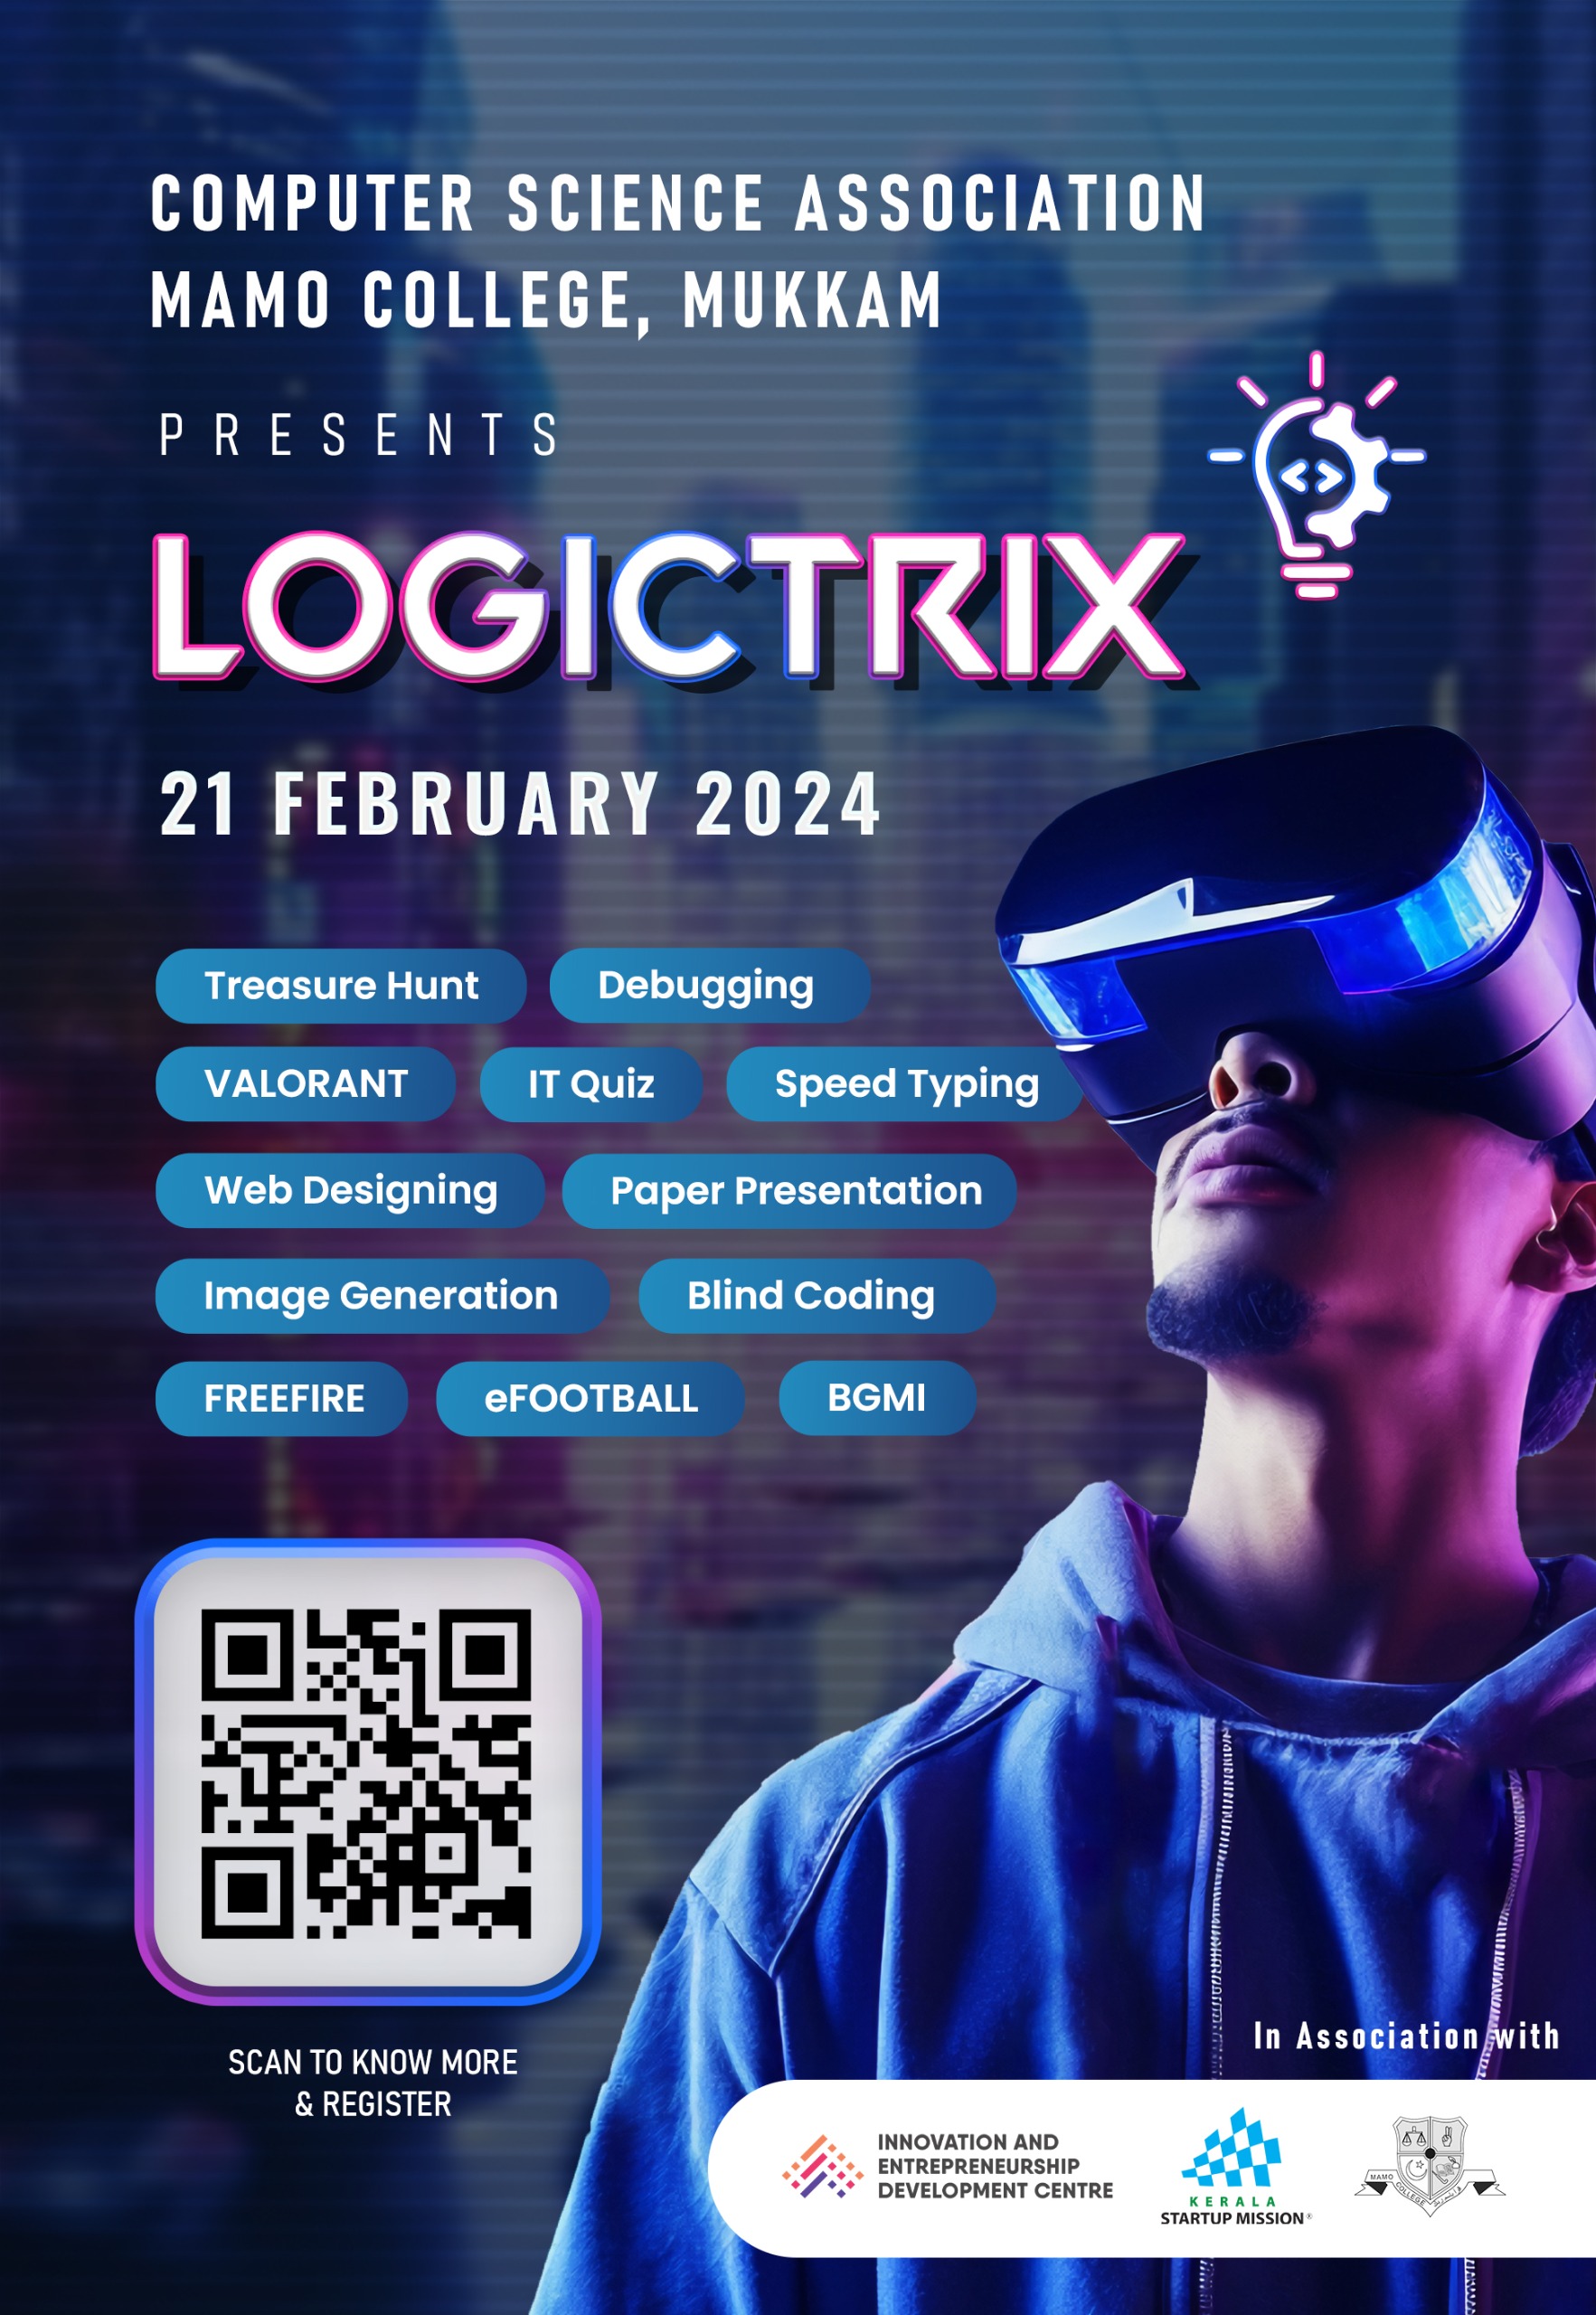 COMPUTER SCIENCE ASSOCIATION
MAMO COLLEGE, MUKKAM
PRESENTS
LOGICTRIX
21 FEBRUARY 2024
Treasure Hunt Debugging
VALORANT IT Quiz Speed Typing
Web Designing Paper Presentation
Image Generation Blind Coding
FREEFIRE eFOOTBALL BGMI
SCAN TO KNOW MORE
& REGISTER
In Association with
INNOVATION AND
ENTREPRENEURSHIP
DEVELOPMENT CENTRE
KERALA
STARTUP MISSION®
MAMO
COLLEGE